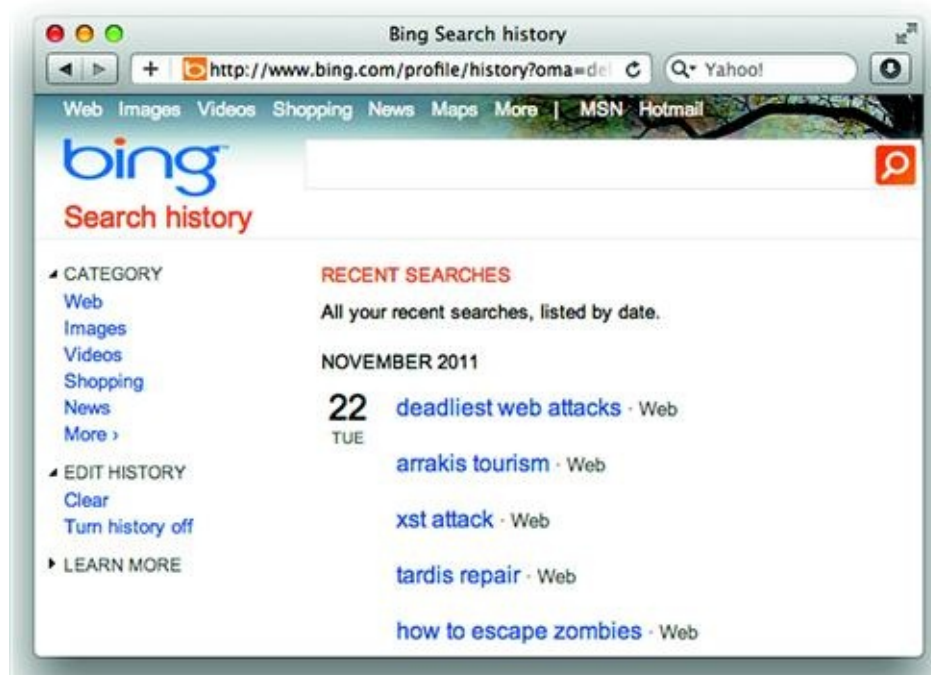 Bing Search history
http://www.bing.com/profile/history?oma=de
Yahoo!
Web Images Videos Shopping News Maps More | MSN Hotmail
bing™
Search history
CATEGORY
Web
Images
Videos
Shopping
News
More ›
EDIT HISTORY
Clear
Turn history off
LEARN MORE
RECENT SEARCHES
All your recent searches, listed by date.
NOVEMBER 2011
22
TUE
deadliest web attacks · Web
arrakis tourism · Web
xst attack · Web
tardis repair · Web
how to escape zombies · Web